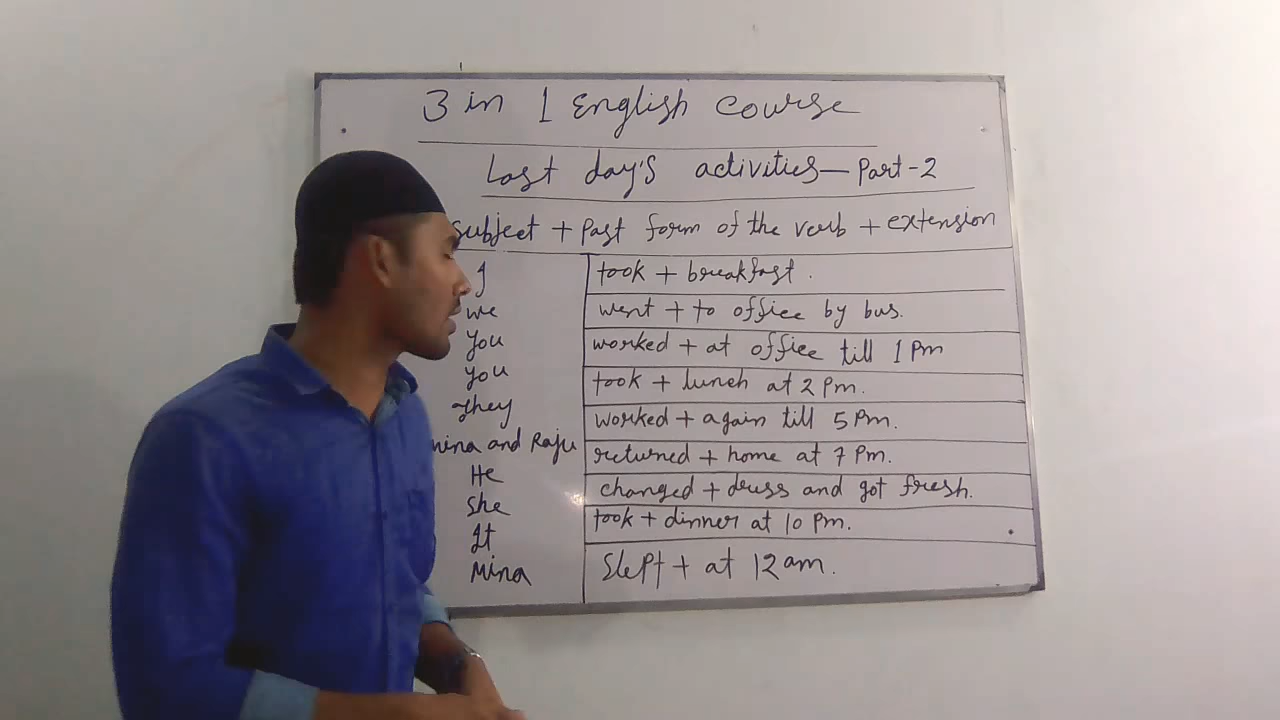 3 in 1 English course
Last day's activities — Part-2
Subject + Past form of the verb + extension
I
we
You
You
They
Mina and Raju
He
She
It
Mina
took + breakfast.
went + to office by bus.
worked + at office till 1 Pm
took + lunch at 2 Pm.
worked + again till 5 Pm.
returned + home at 7 Pm.
changed + dress and got fresh.
took + dinner at 10 Pm.
Slept + at 12 am.